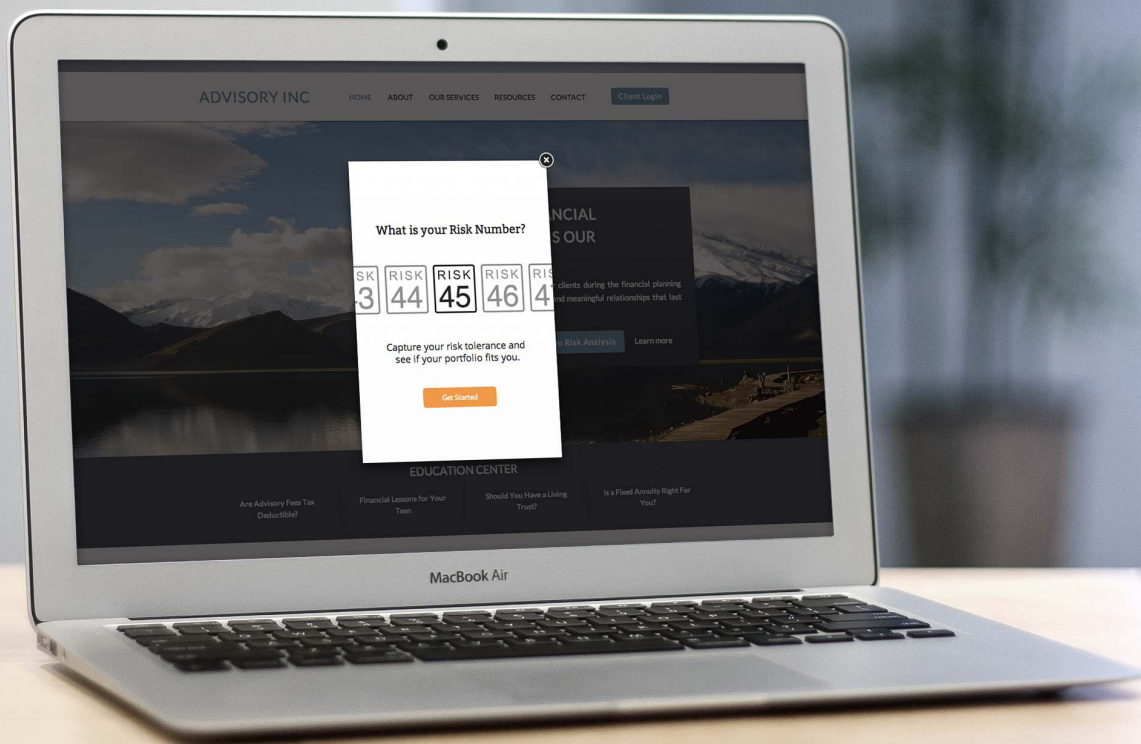 ADVISORY INC
HOME ABOUT OUR SERVICES RESOURCES CONTACT Client Login
What is your Risk Number?
SK RISK RISK RISK RIS
3 44 45 46 4
Capture your risk tolerance and
see if your portfolio fits you.
Get Started
NCIAL
S OUR
clients during the financial planning
and meaningful relationships that last
Risk Analysis Learn more
EDUCATION CENTER
Are Advisory Fees Tax
Deductible?
Financial Lessons for Your
Teen
Should You Have a Living
Trust?
Is a Fixed Annuity Right For
You?
MacBook Air